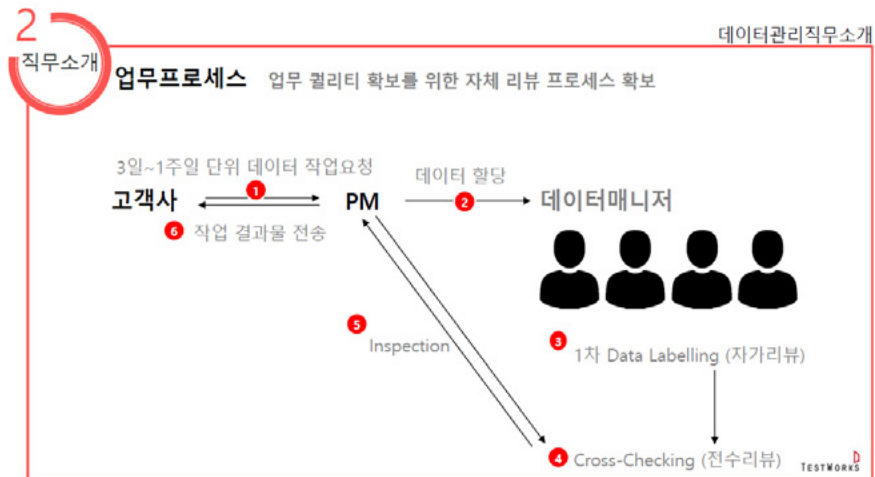 2
직무소개
데이터관리직무소개
업무프로세스 업무 퀄리티 확보를 위한 자체 리뷰 프로세스 확보
3일~1주일 단위 데이터 작업요청
데이터 할당
고객사 1 PM 2 데이터매니저
6 작업 결과물 전송
5
Inspection
3 1차 Data Labelling (자가리뷰)
4 Cross-Checking (전수리뷰)
TESTWORKS